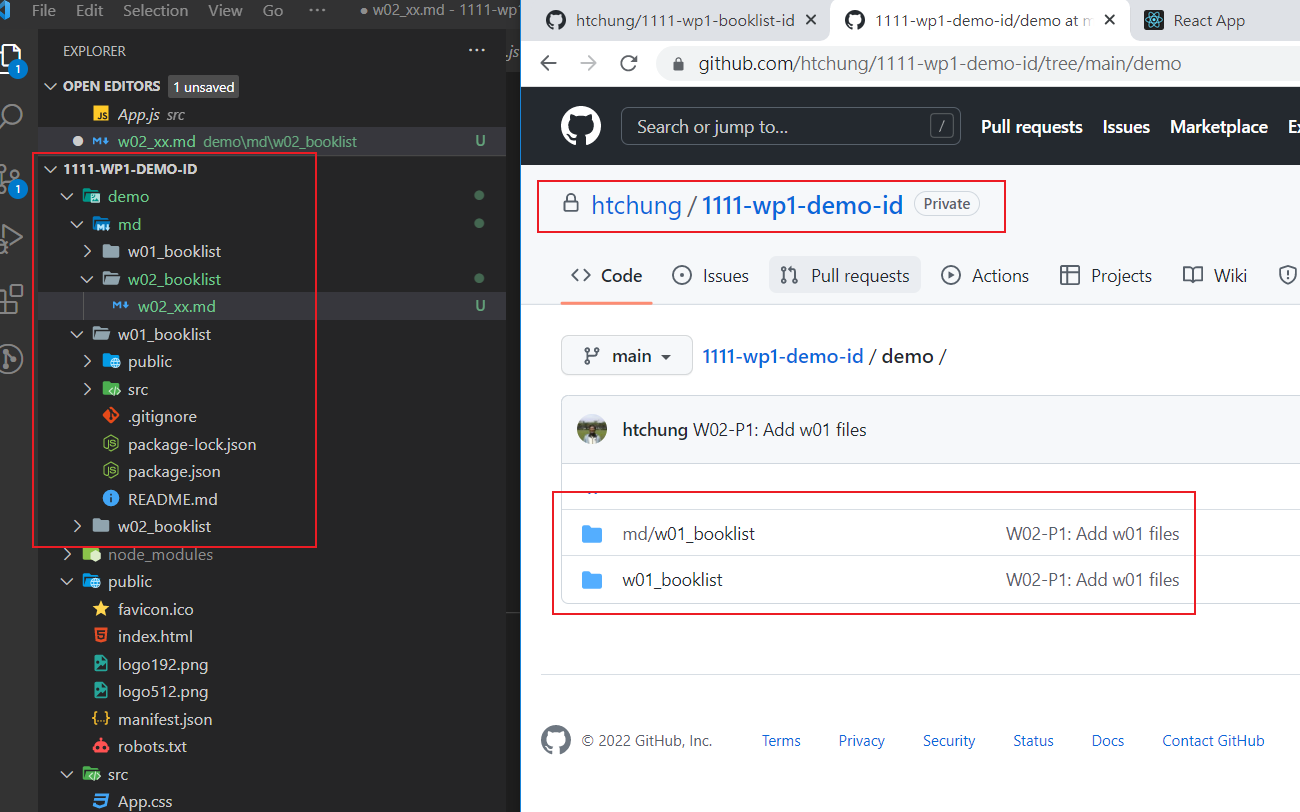 File Edit Selection View Go ··· ● w02_xx.md - 1111-wp1
EXPLORER ···
.js
OPEN EDITORS 1 unsaved
JS App.js src
w02_xx.md demo\md\w02_booklist U
1111-WP1-DEMO-ID
demo
md
w01_booklist
w02_booklist
w02_xx.md U
w01_booklist
public
src
.gitignore
package-lock.json
package.json
README.md
w02_booklist
node_modules
public
favicon.ico
index.html
logo192.png
logo512.png
manifest.json
robots.txt
src
App.css
1
1
htchung/1111-wp1-booklist-id
1111-wp1-demo-id/demo at m
React App
github.com/htchung/1111-wp1-demo-id/tree/main/demo
Search or jump to... / Pull requests Issues Marketplace Ex
htchung / 1111-wp1-demo-id Private
Code Issues Pull requests Actions Projects Wiki
main 1111-wp1-demo-id / demo /
htchung W02-P1: Add w01 files
..
md/w01_booklist W02-P1: Add w01 files
w01_booklist W02-P1: Add w01 files
© 2022 GitHub, Inc. Terms Privacy Security Status Docs Contact GitHub